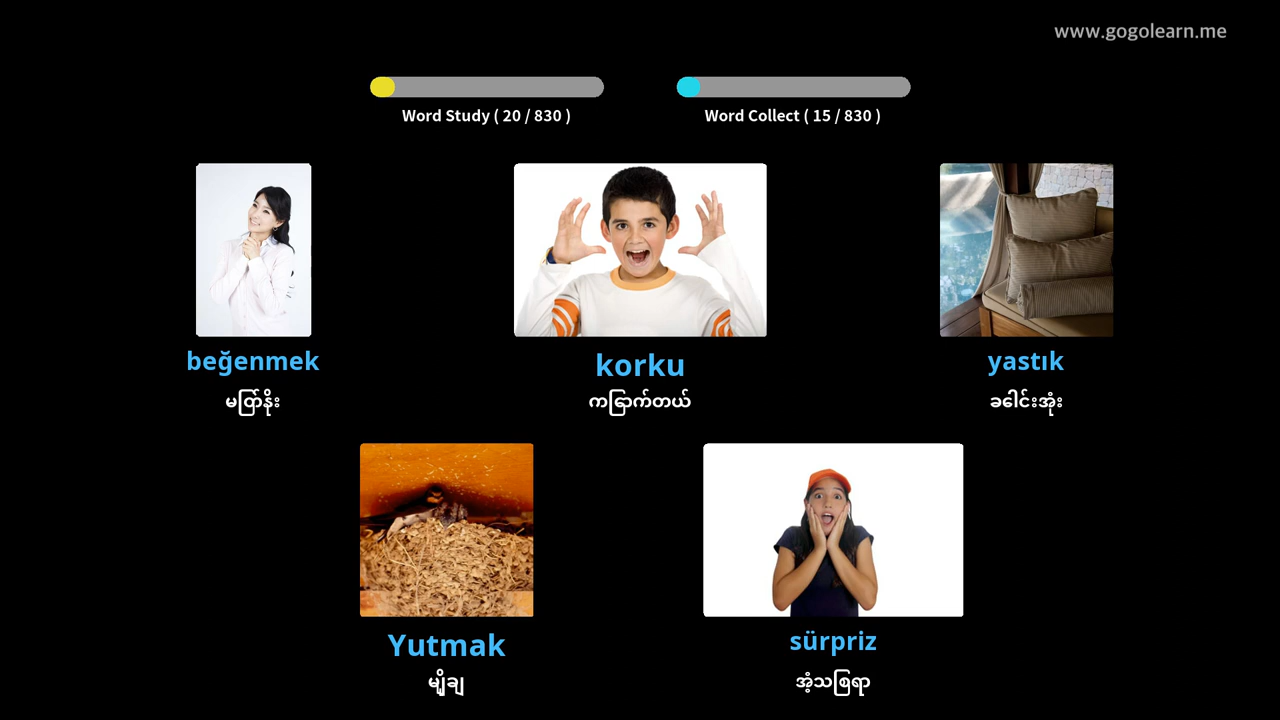 www.gogolearn.me
Word Study ( 20 / 830 )
Word Collect ( 15 / 830 )
beğenmek
မတြာ်နိုး
korku
ကြောက်တယ်
yastık
ခေါင်းအုံး
Yutmak
မျိုချ
sürpriz
အံ့သစြရာ